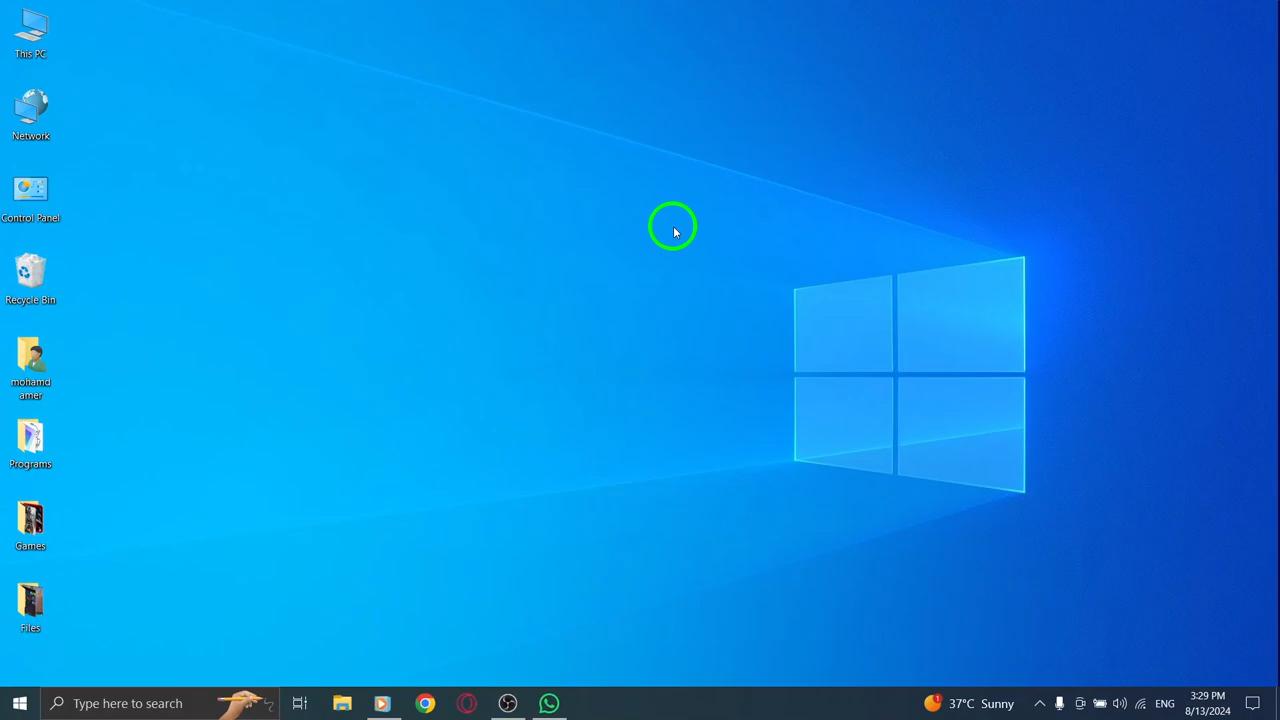 This PC
Network
Control Panel
Recycle Bin
mohamd
amer
Programs
Games
Files
Type here to search
1
37°C Sunny
ENG
3:29 PM
8/13/2024